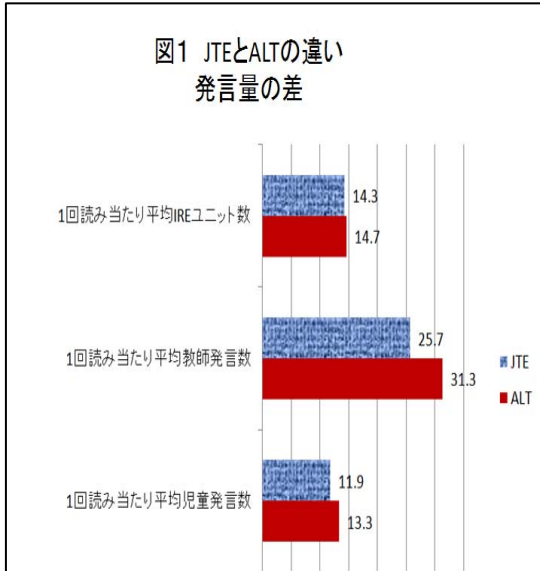 図1 JTEとALTの違い
発言量の差
1回読み当たり平均IREユニット数
14.3
14.7
1回読み当たり平均教師発言数
25.7
31.3
1回読み当たり平均児童発言数
11.9
13.3
JTE
ALT